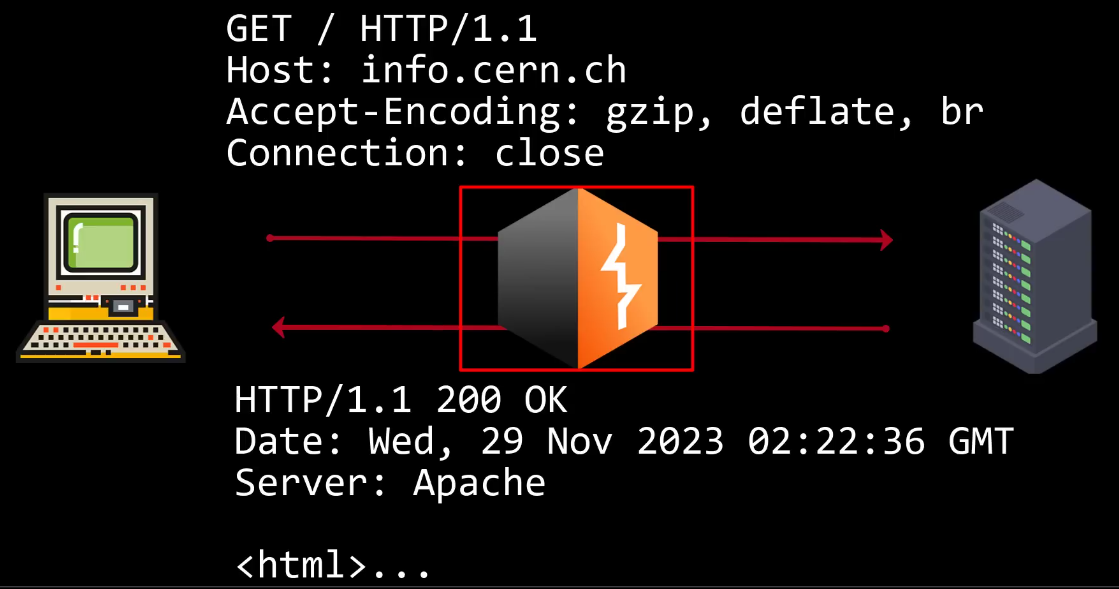 GET / HTTP/1.1
Host: info.cern.ch
Accept-Encoding: gzip, deflate, br
Connection: close
HTTP/1.1 200 OK
Date: Wed, 29 Nov 2023 02:22:36 GMT
Server: Apache
<html>...